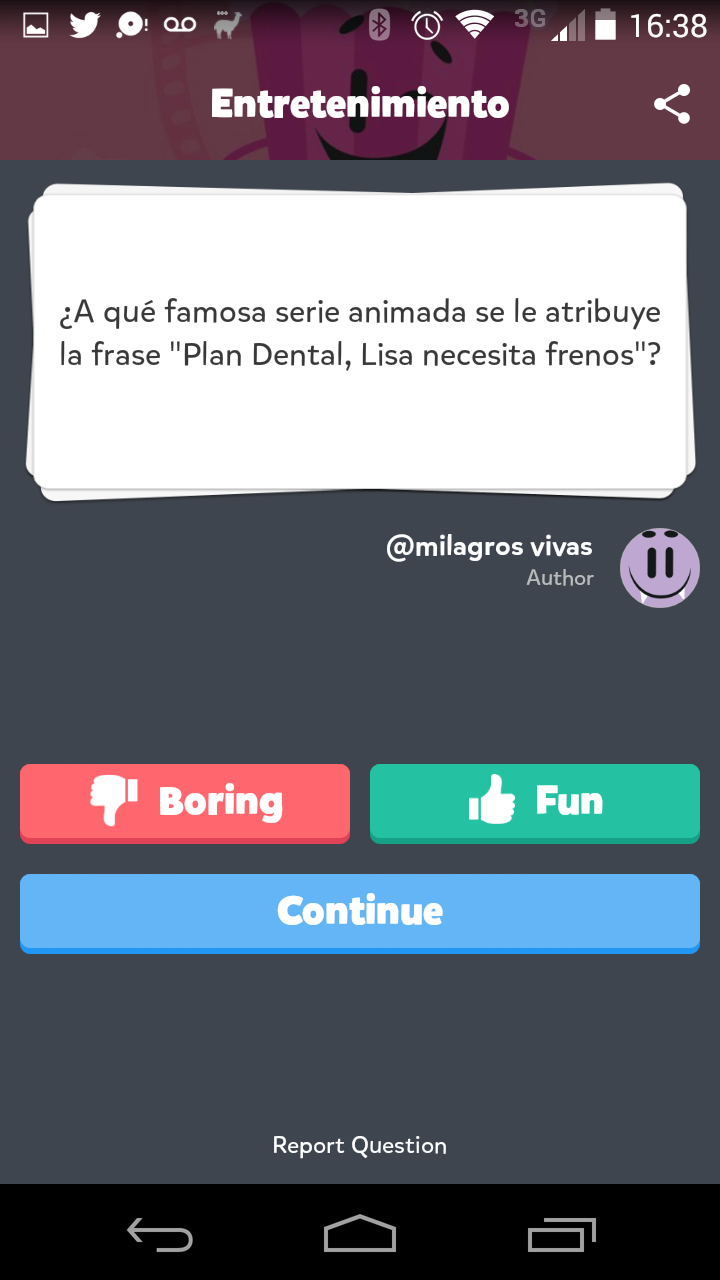 3G 16:38
Entretenimiento
¿A qué famosa serie animada se le atribuye
la frase "Plan Dental, Lisa necesita frenos"?
@milagros vivas
Author
Boring
Fun
Continue
Report Question